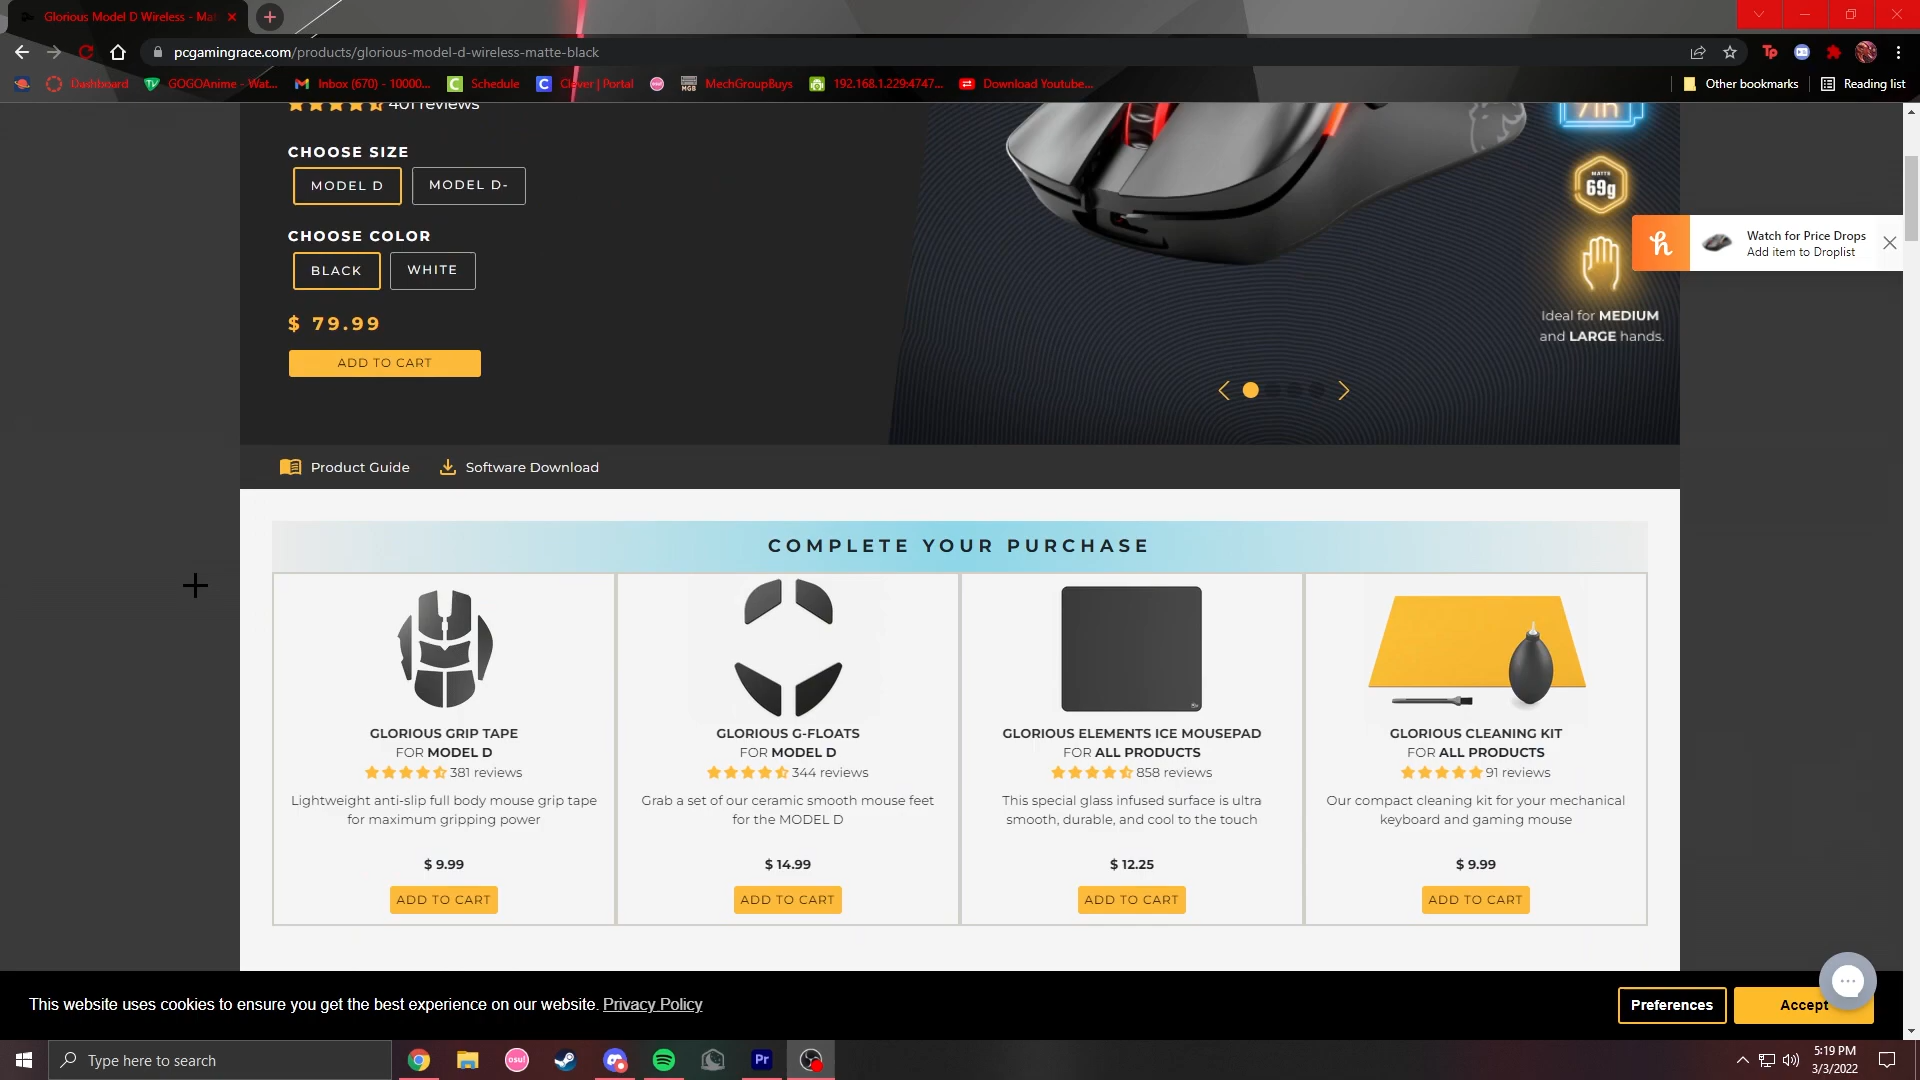 Glorious Model D Wireless - Ma
pcgamingrace.com/products/glorious-model-d-wireless-matte-black
Dashboard
GOGOAnime - Wat...
Inbox (670) - 10000...
Schedule
Clever | Portal
MechGroupBuys
192.168.1.229:4747...
Download Youtube...
Other bookmarks
Reading list
401 reviews
CHOOSE SIZE
MODEL D
MODEL D-
CHOOSE COLOR
BLACK
WHITE
$ 79.99
ADD TO CART
MATTE
69g
Ideal for MEDIUM
and LARGE hands.
Watch for Price Drops
Add item to Droplist
Product Guide
Software Download
COMPLETE YOUR PURCHASE
GLORIOUS GRIP TAPE
FOR MODEL D
381 reviews
Lightweight anti-slip full body mouse grip tape
for maximum gripping power
$ 9.99
ADD TO CART
GLORIOUS G-FLOATS
FOR MODEL D
344 reviews
Grab a set of our ceramic smooth mouse feet
for the MODEL D
$ 14.99
ADD TO CART
GLORIOUS ELEMENTS ICE MOUSEPAD
FOR ALL PRODUCTS
858 reviews
This special glass infused surface is ultra
smooth, durable, and cool to the touch
$ 12.25
ADD TO CART
GLORIOUS CLEANING KIT
FOR ALL PRODUCTS
91 reviews
Our compact cleaning kit for your mechanical
keyboard and gaming mouse
$ 9.99
ADD TO CART
This website uses cookies to ensure you get the best experience on our website. Privacy Policy
Preferences
Accept
Type here to search
osu!
Pr
5:19 PM
3/3/2022